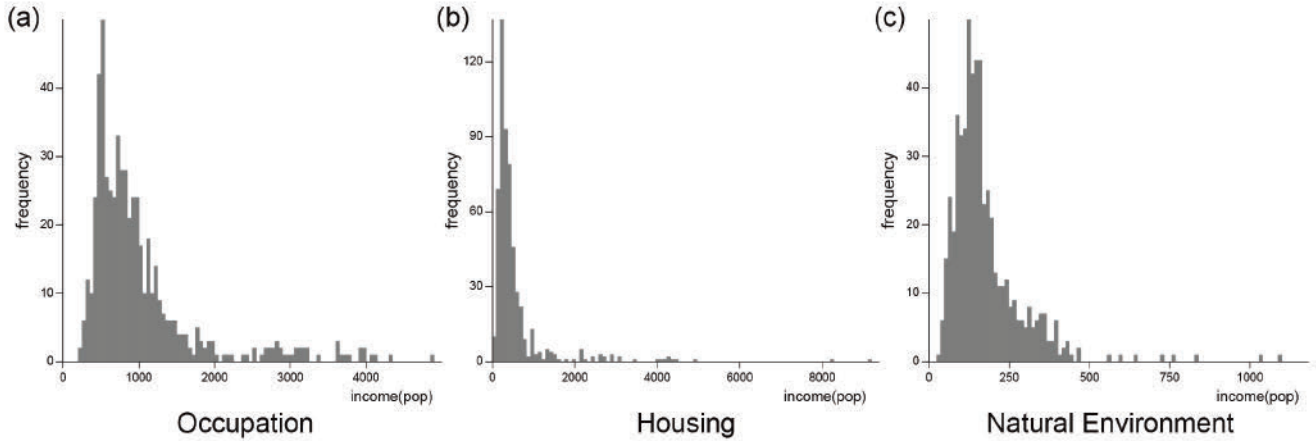 (a)
frequency
40
30
20
10
0
0 1000 2000 3000 4000
income(pop)
Occupation
(b)
frequency
120
90
60
30
0
0 2000 4000 6000 8000
income(pop)
Housing
(c)
frequency
40
30
20
10
0
0 250 500 750 1000
income(pop)
Natural Environment